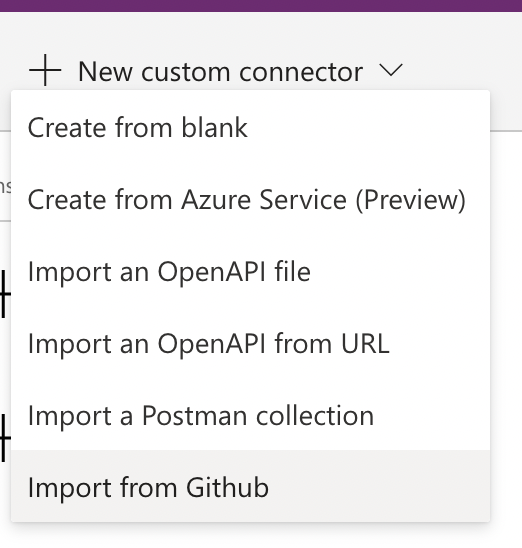 New custom connector
Create from blank
Create from Azure Service (Preview)
Import an OpenAPI file
Import an OpenAPI from URL
Import a Postman collection
Import from Github